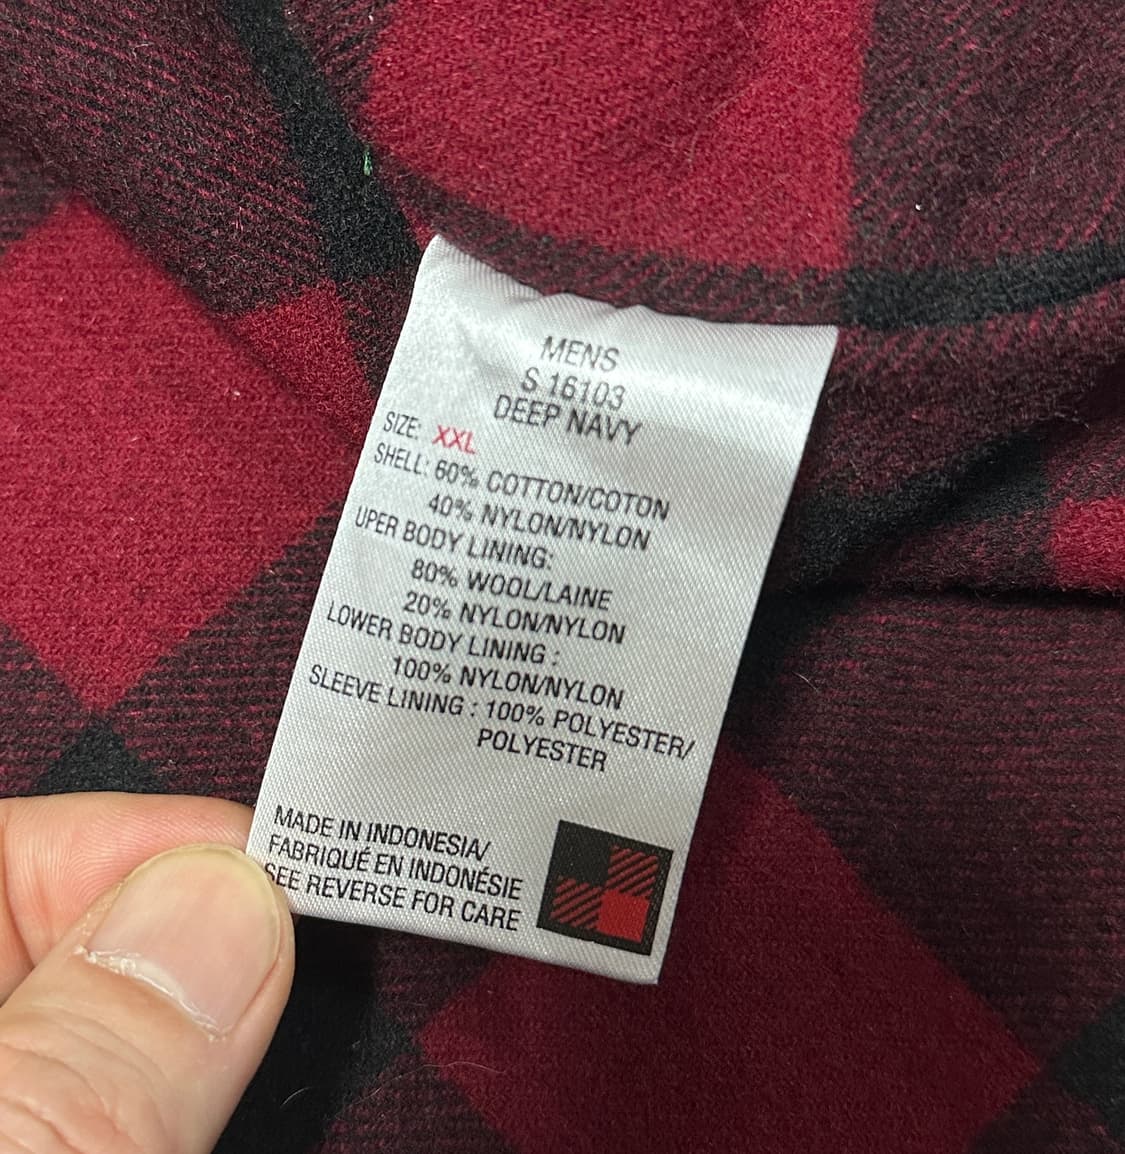 MENS
S 16103
DEEP NAVY
SIZE: XXL
SHELL: 60% COTTON/COTON
40% NYLON/NYLON
UPER BODY LINING:
80% WOOL/LAINE
20% NYLON/NYLON
LOWER BODY LINING :
100% NYLON/NYLON
SLEEVE LINING : 100% POLYESTER/
POLYESTER
MADE IN INDONESIA/
FABRIQUÉ EN INDONÉSIE
SEE REVERSE FOR CARE